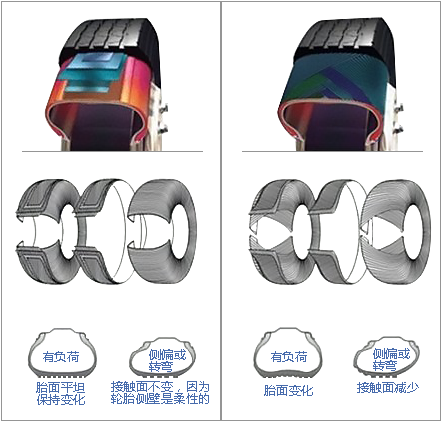 有负荷
侧偏或
转弯
胎面平坦
保持变化
接触面不变，因为
轮胎侧壁是柔性的
有负荷
侧偏或
转弯
胎面变化
接触面减少